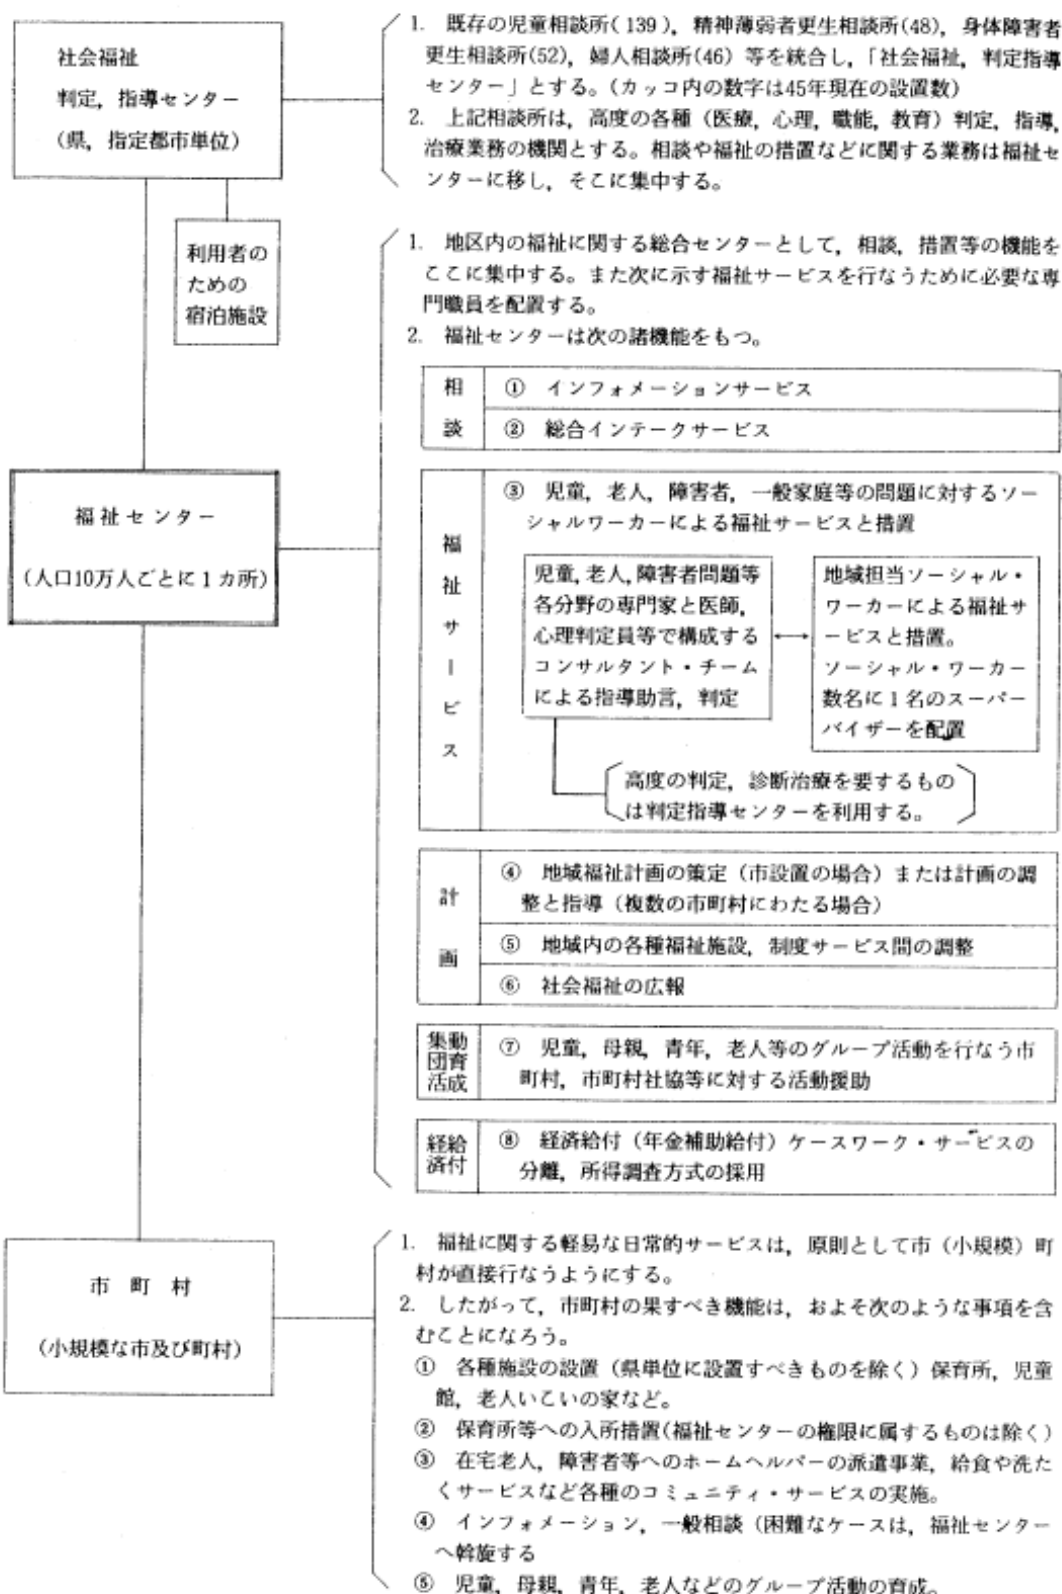 社会福祉
判定，指導センター
（県，指定都市単位）
1. 既存の児童相談所(139)，精神薄弱者更生相談所(48)，身体障害者
更生相談所(52)，婦人相談所(46) 等を統合し，「社会福祉，判定指導
センター」とする。（カッコ内の数字は45年現在の設置数）
2. 上記相談所は，高度の各種（医療，心理，職能，教育）判定，指導，
治療業務の機関とする。相談や福祉の措置などに関する業務は福祉セ
ンターに移し，そこに集中する。
利用者の
ための
宿泊施設
福祉センター
（人口10万人ごとに1カ所）
1. 地区内の福祉に関する総合センターとして，相談，措置等の機能を
ここに集中する。また次に示す福祉サービスを行なうために必要な専
門職員を配置する。
2. 福祉センターは次の諸機能をもつ。
相談
① インフォメーションサービス
② 総合インテークサービス
福祉サービス
③ 児童，老人，障害者，一般家庭等の問題に対するソー
シャルワーカーによる福祉サービスと措置
児童，老人，障害者問題等
各分野の専門家と医師，
心理判定員等で構成する
コンサルタント・チーム
による指導助言，判定
地域担当ソーシャル・
ワーカーによる福祉サ
ービスと措置。
ソーシャル・ワーカー
数名に1名のスーパー
バイザーを配置
高度の判定，診断治療を要するもの
は判定指導センターを利用する。
計画
④ 地域福祉計画の策定（市設置の場合）または計画の調
整と指導（複数の市町村にわたる場合）
⑤ 地域内の各種福祉施設，制度サービス間の調整
⑥ 社会福祉の広報
集動
団育
活成
⑦ 児童，母親，青年，老人等のグループ活動を行なう市
町村，市町村社協等に対する活動援助
経給
済付
⑧ 経済給付（年金補助給付）ケースワーク・サービスの
分離，所得調査方式の採用
市町村
（小規模な市及び町村）
1. 福祉に関する軽易な日常的サービスは，原則として市（小規模）町
村が直接行なうようにする。
2. したがって，市町村の果すべき機能は，およそ次のような事項を含
むことになろう。
① 各種施設の設置（県単位に設置すべきものを除く）保育所，児童
館，老人いこいの家など。
② 保育所等への入所措置(福祉センターの権限に属するものは除く)
③ 在宅老人，障害者等へのホームヘルパーの派遣事業，給食や洗た
くサービスなど各種のコミュニティ・サービスの実施。
④ インフォメーション，一般相談（困難なケースは，福祉センター
へ斡旋する
⑤ 児童，母親，青年，老人などのグループ活動の育成。